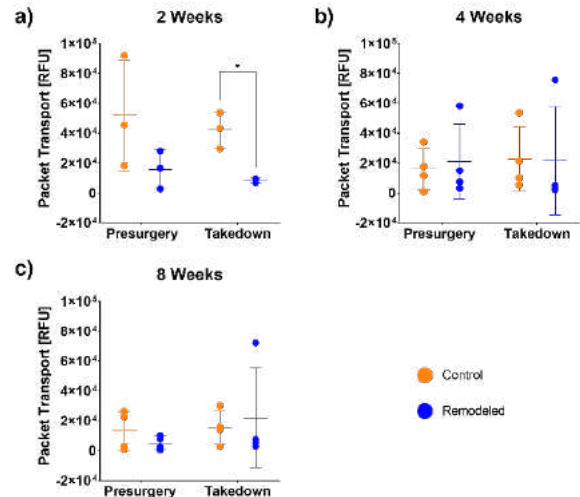 a)
2 Weeks
Packet Transport [RFU]
1×10⁵
8×10⁴
6×10⁴
4×10⁴
2×10⁴
0
-2×10⁴
*
Presurgery
Takedown
b)
4 Weeks
Packet Transport [RFU]
1×10⁵
8×10⁴
6×10⁴
4×10⁴
2×10⁴
0
-2×10⁴
Presurgery
Takedown
c)
8 Weeks
Packet Transport [RFU]
1×10⁵
8×10⁴
6×10⁴
4×10⁴
2×10⁴
0
-2×10⁴
Presurgery
Takedown
Control
Remodeled